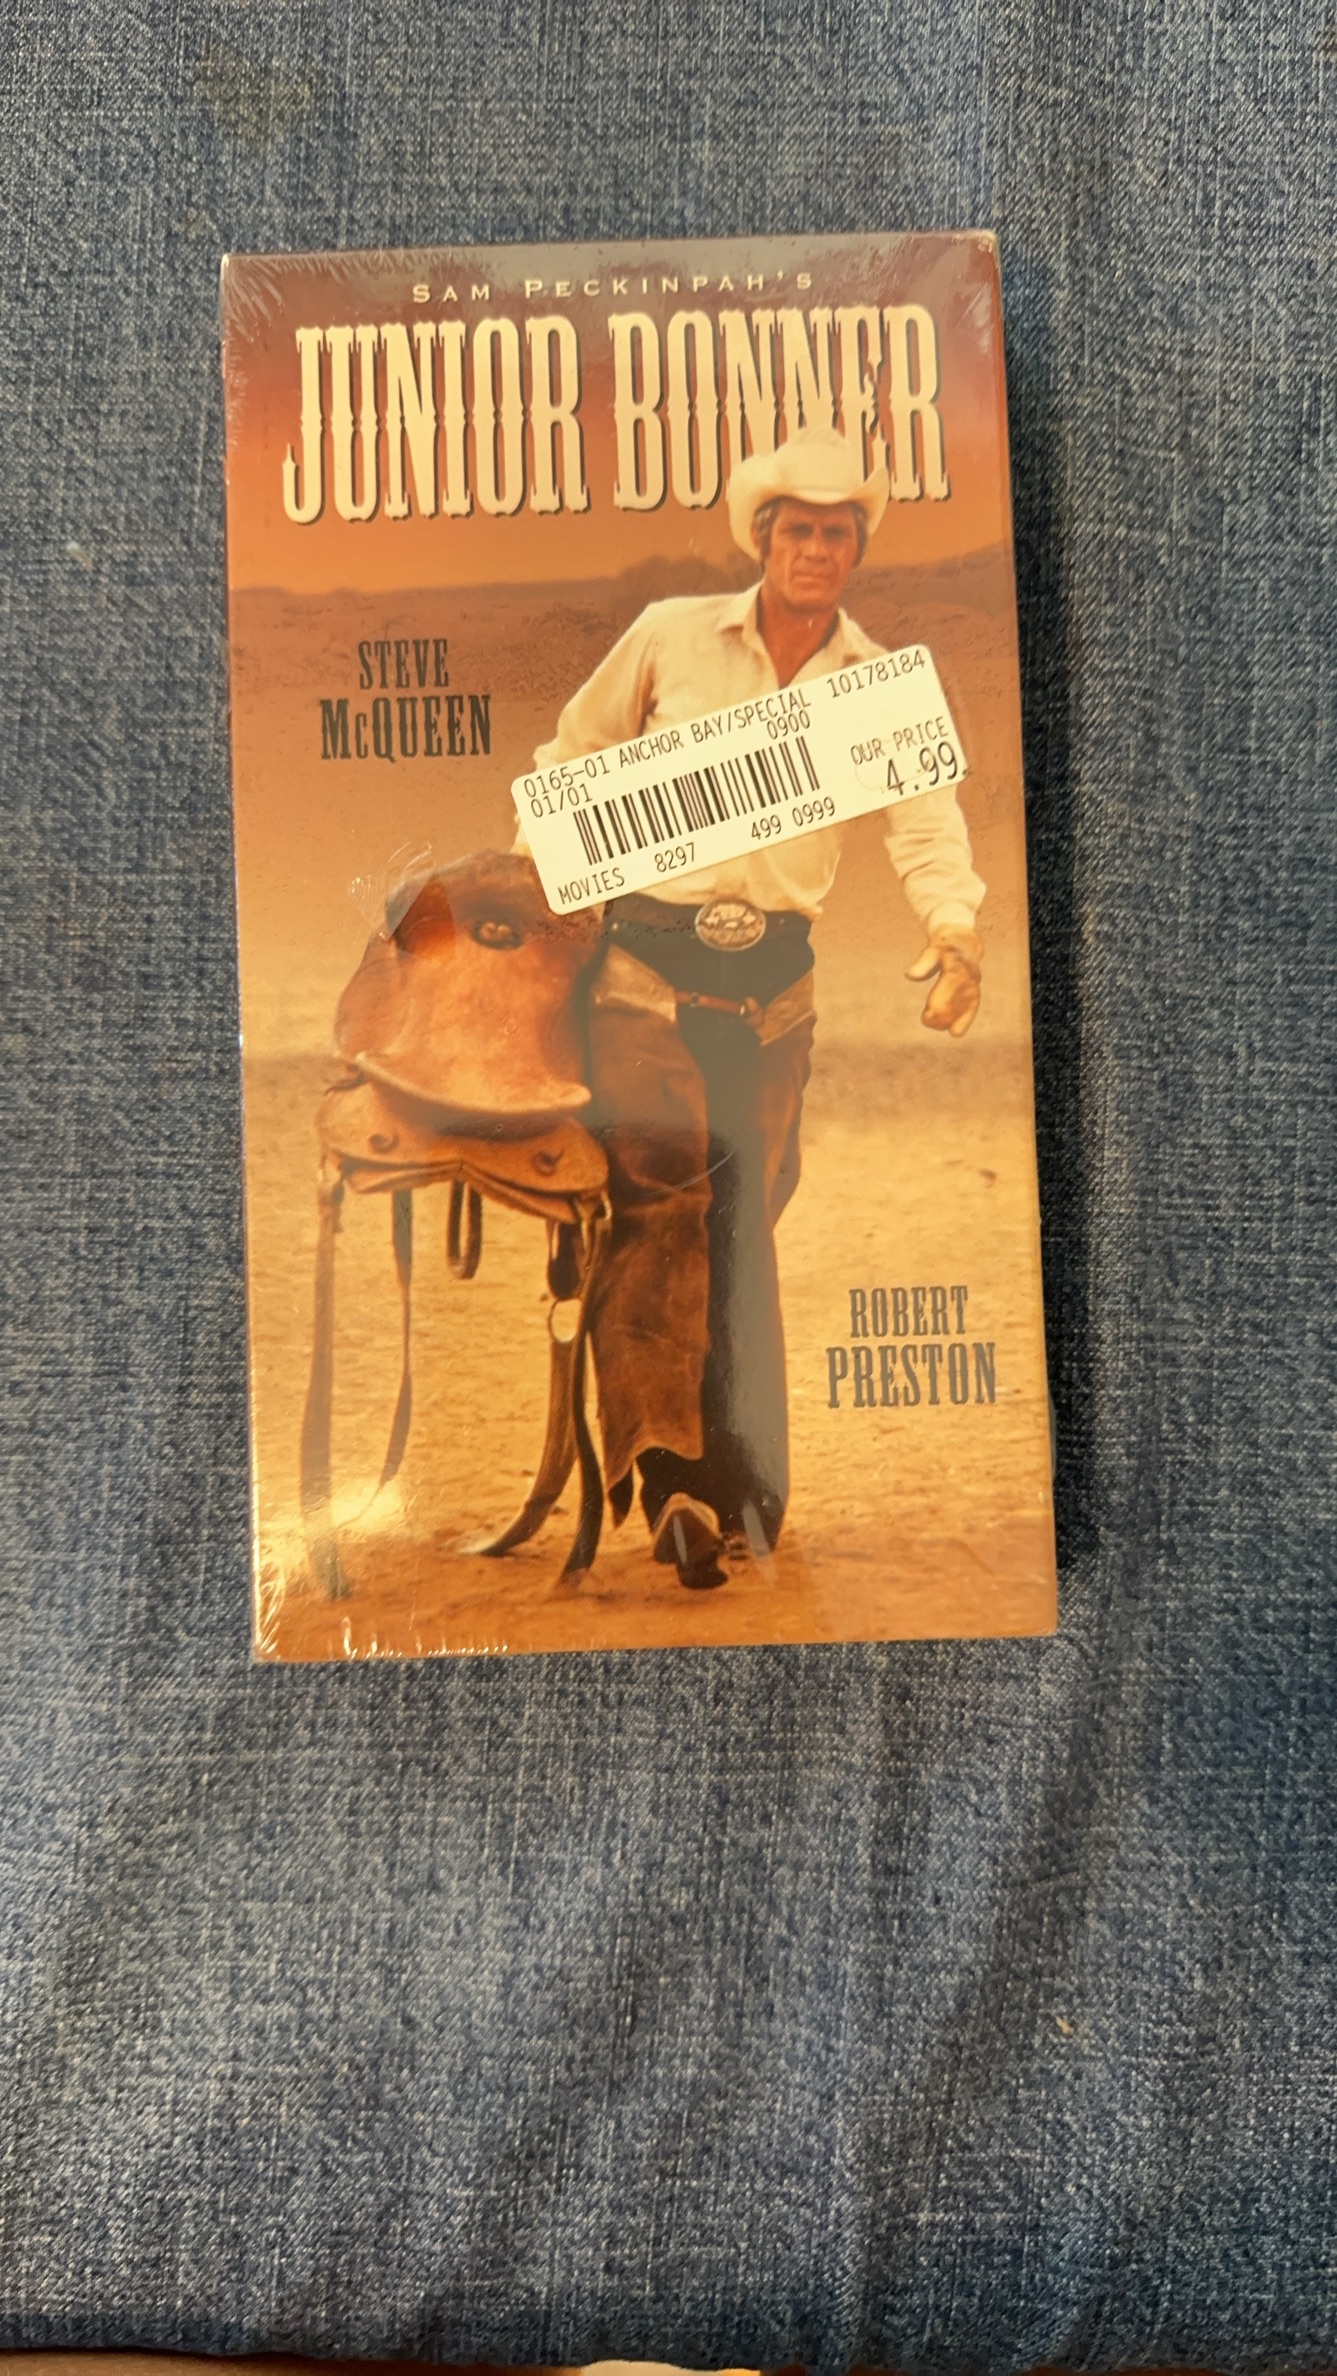 SAM PECKINPAH'S
JUNIOR BONNER
STEVE
McQUEEN
0165-01 ANCHOR BAY/SPECIAL 10178184
01/01 0900
OUR PRICE
4.99
499 0999
MOVIES 8297
ROBERT
PRESTON